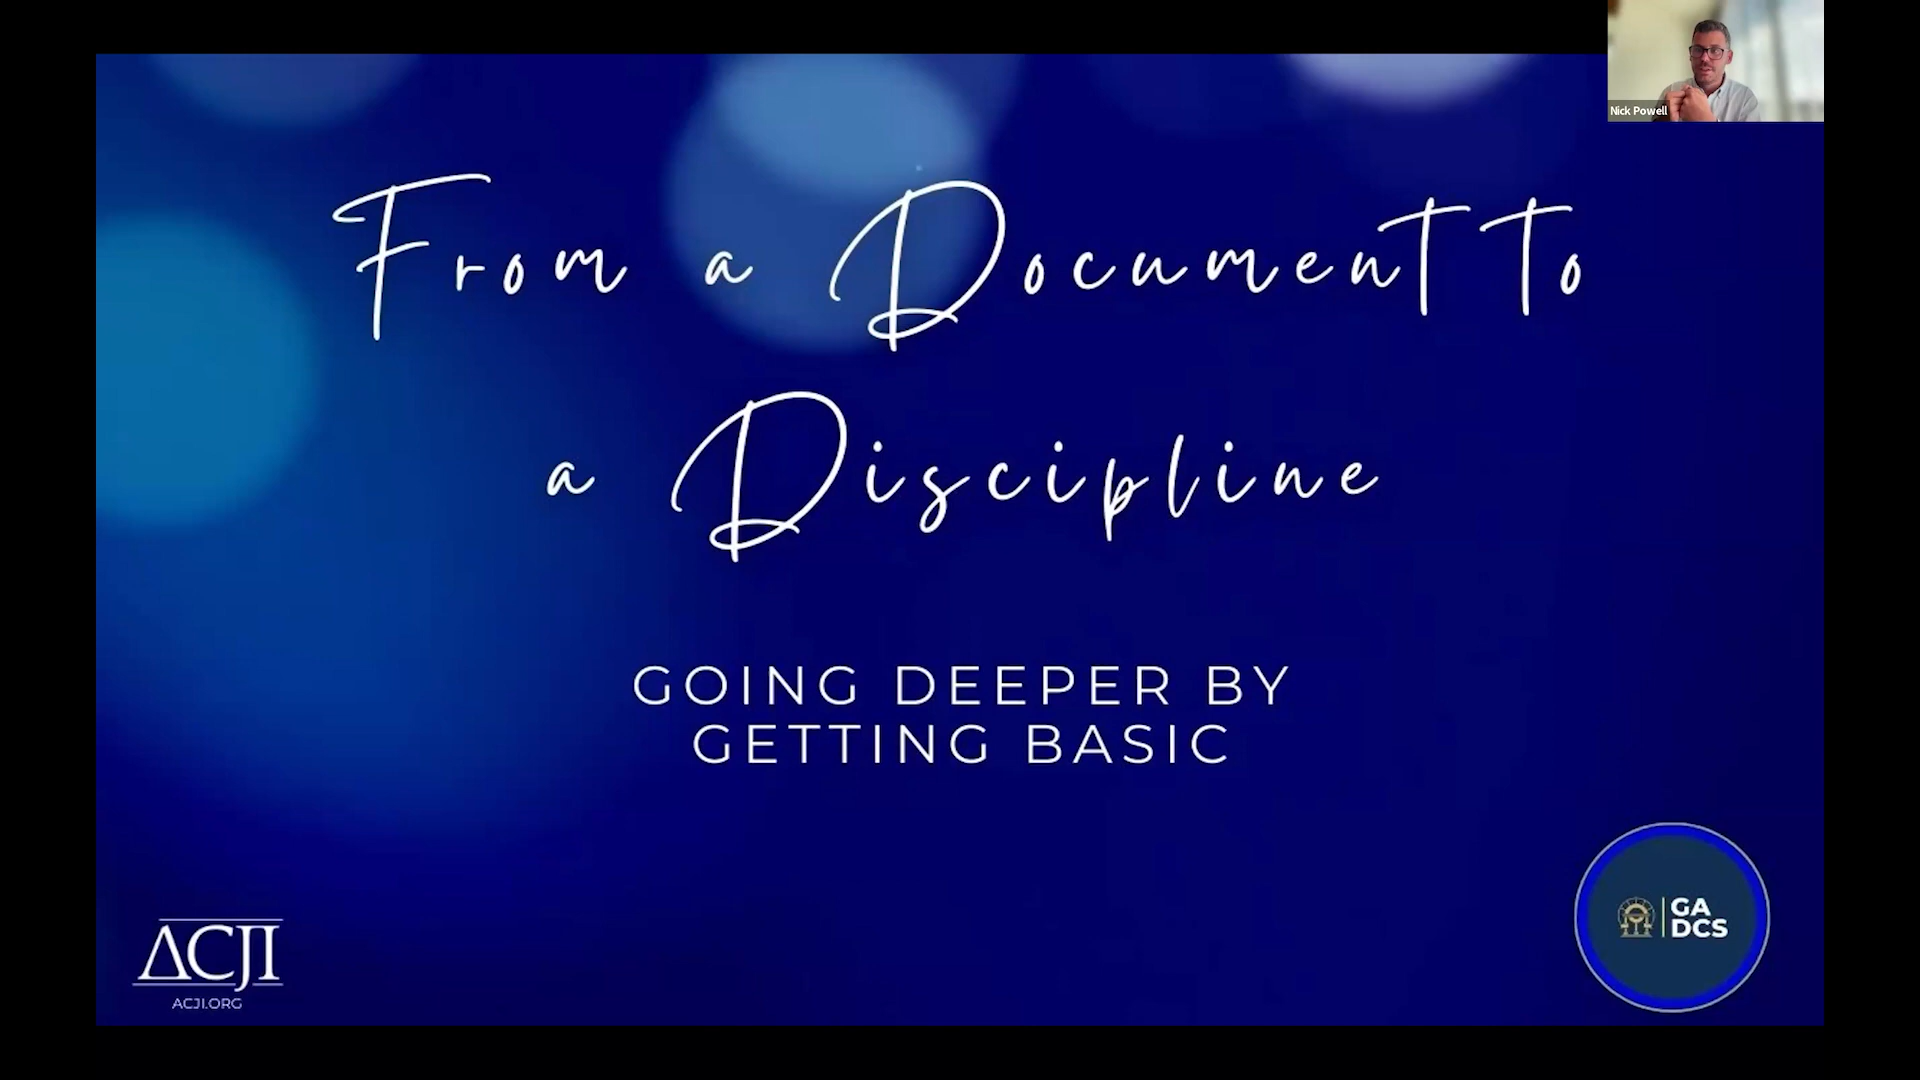 Nick Powell
From a Document to
a Discipline
GOING DEEPER BY
GETTING BASIC
ACJI
ACJI.ORG
GA
DCS